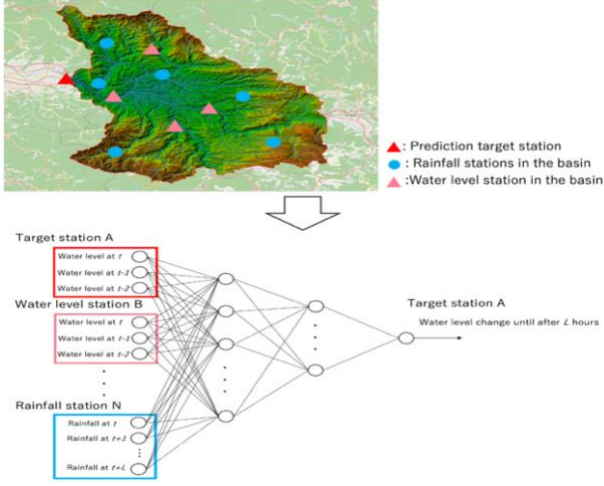 ▲: Prediction target station
● : Rainfall stations in the basin
▲:Water level station in the basin
Target station A
Water level at t
Water level at t-1
Water level at t-2
Water level station B
Water level at t
Water level at t-1
Water level at t-2
Rainfall station N
Rainfall at t
Rainfall at t+1
Rainfall at t+L
Target station A
Water level change until after L hours